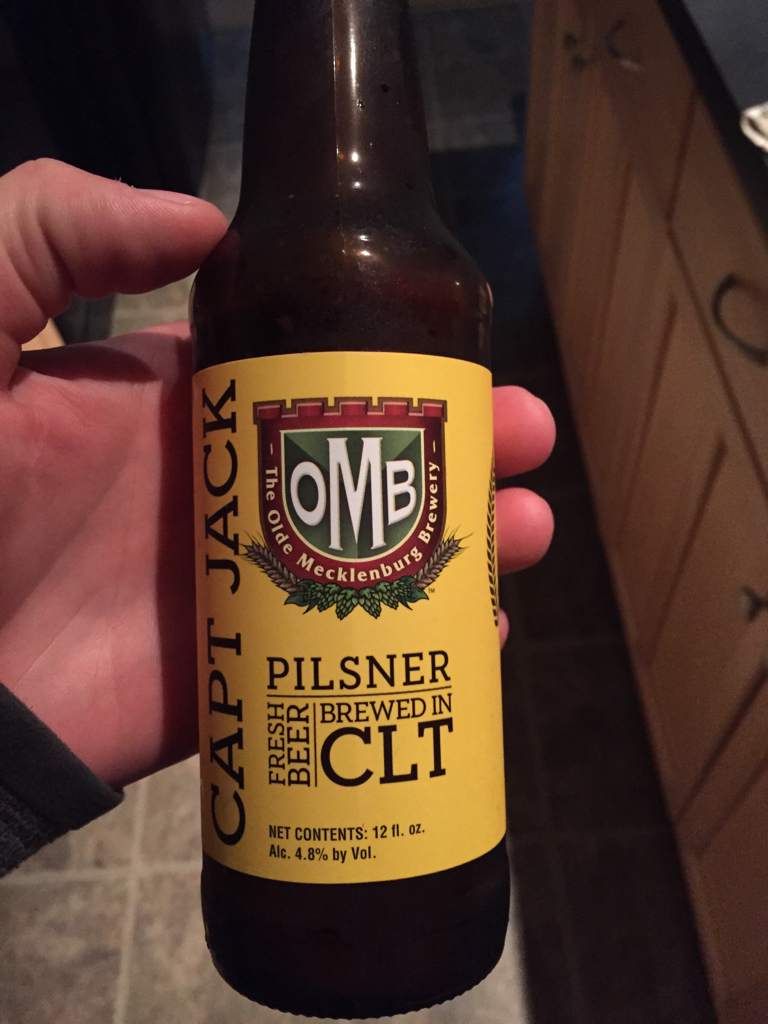 CAPT JACK
OMB
- The Olde Mecklenburg Brewery -
TM
PILSNER
FRESH
BEER
BREWED IN
CLT
NET CONTENTS: 12 fl. oz.
Alc. 4.8% by Vol.